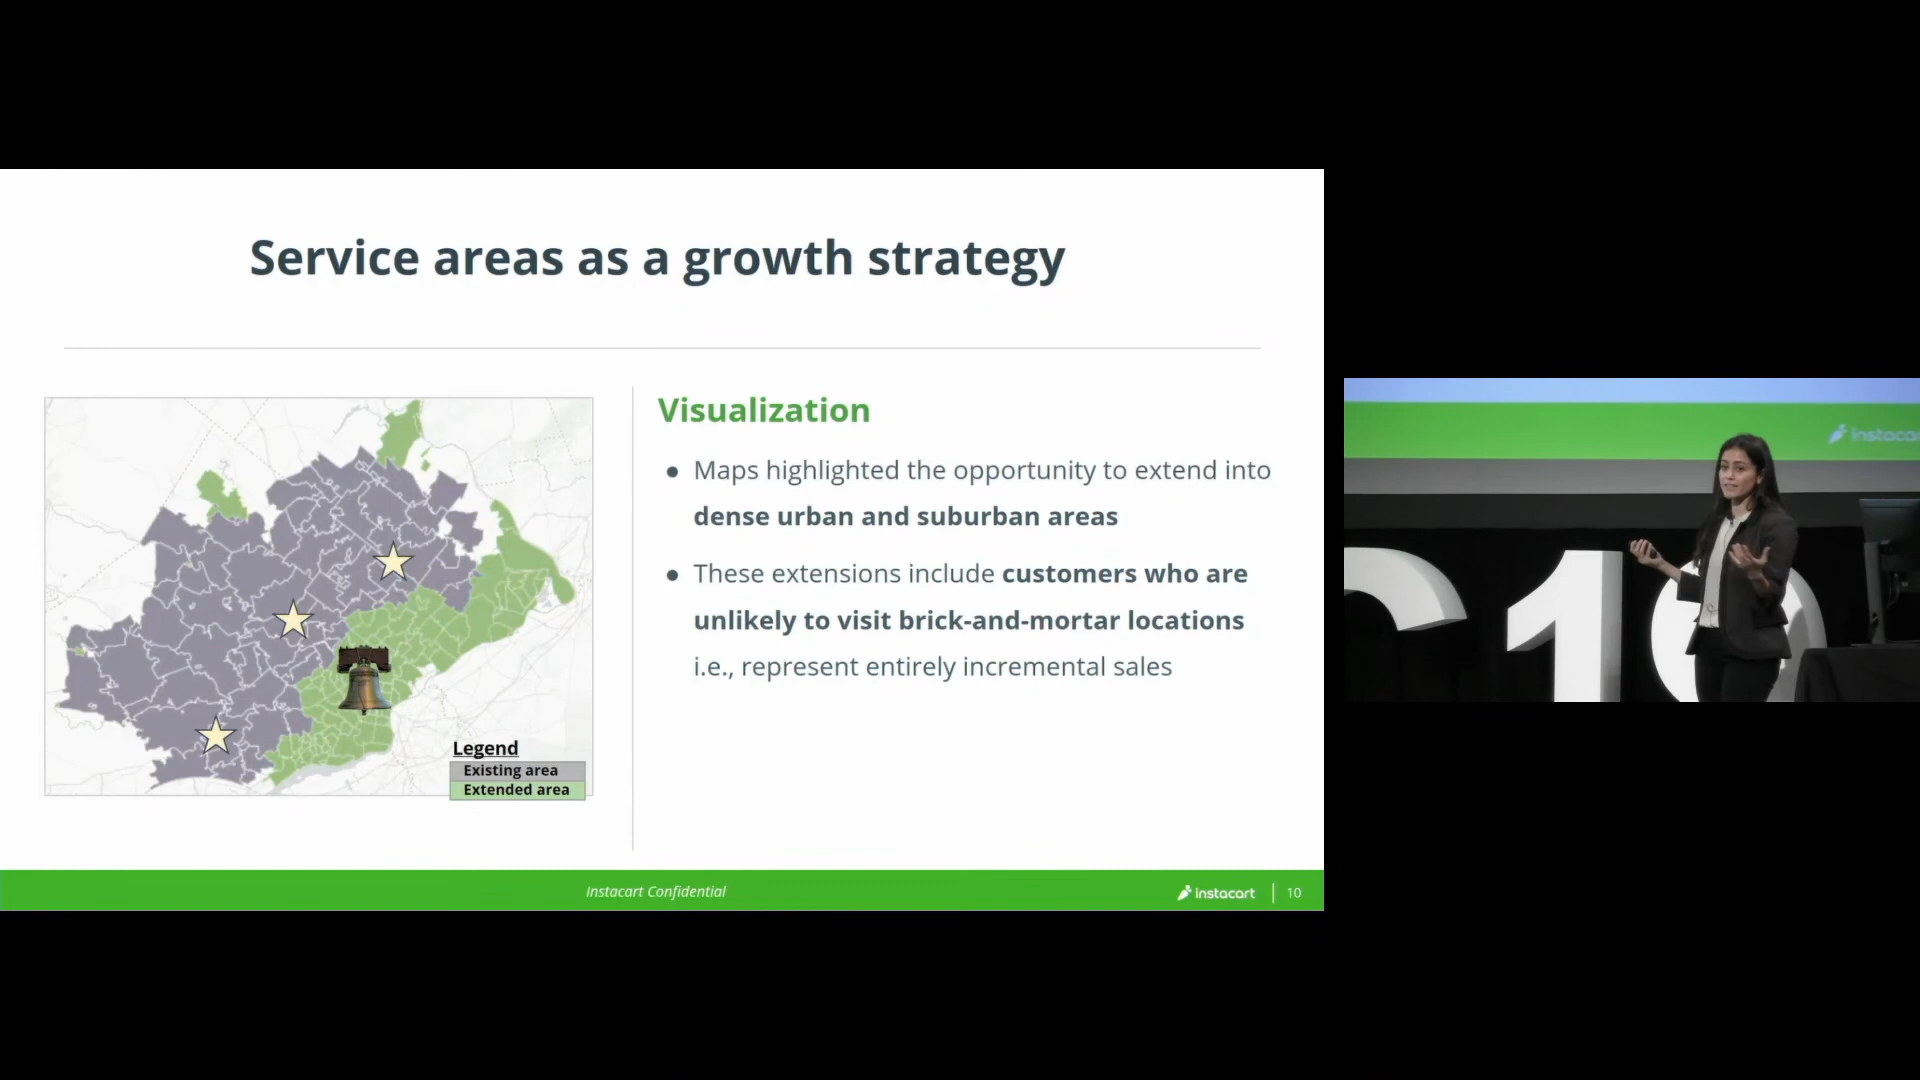 Service areas as a growth strategy
Legend
Existing area
Extended area
Visualization
● Maps highlighted the opportunity to extend into
dense urban and suburban areas
● These extensions include customers who are
unlikely to visit brick-and-mortar locations
i.e., represent entirely incremental sales
Instacart Confidential
instacart | 10
instacar
C19